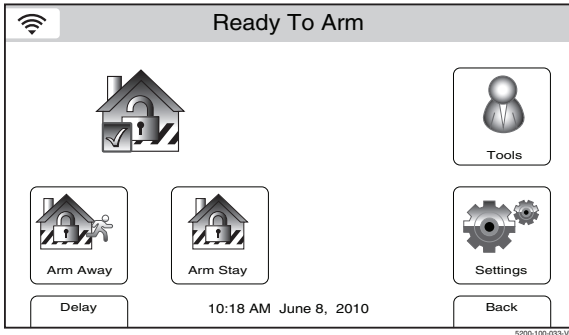 Ready To Arm
Tools
Arm Away
Arm Stay
Settings
Delay
10:18 AM June 8, 2010
Back
5200-100-033-V